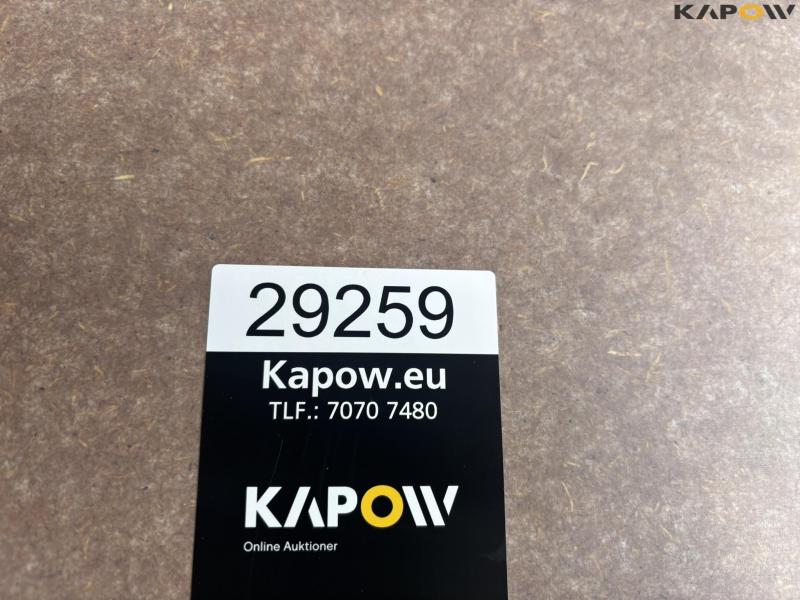 KAPOW
29259
Kapow.eu
TLF.: 7070 7480
KAPOW
Online Auktioner